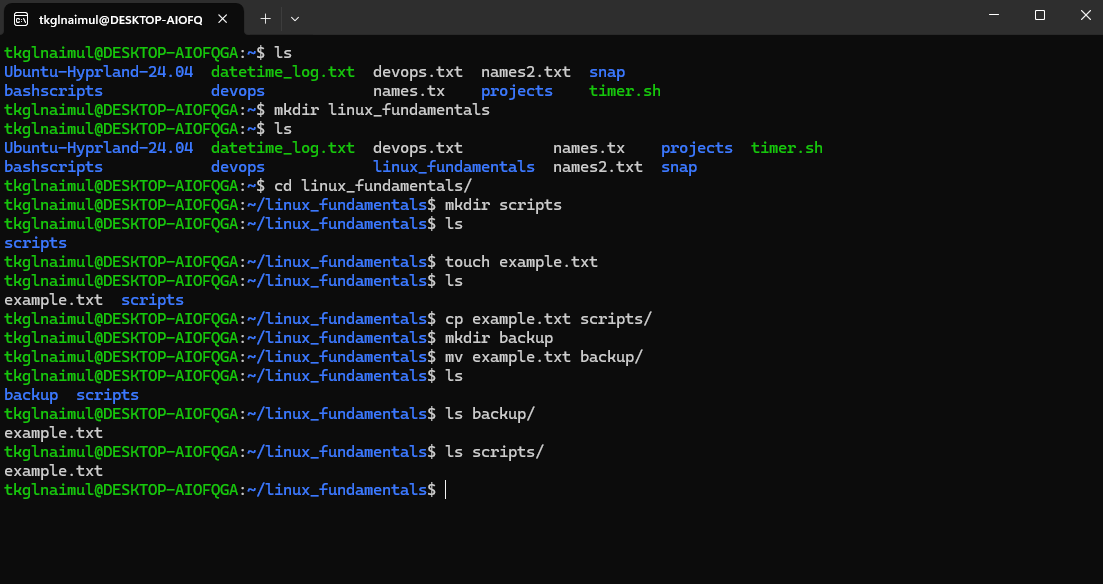 tkglnaimul@DESKTOP-AIOFQ
tkglnaimul@DESKTOP-AIOFQGA:~$ ls
Ubuntu-Hyprland-24.04  datetime_log.txt  devops.txt  names2.txt  snap
bashscripts            devops            names.tx    projects    timer.sh
tkglnaimul@DESKTOP-AIOFQGA:~$ mkdir linux_fundamentals
tkglnaimul@DESKTOP-AIOFQGA:~$ ls
Ubuntu-Hyprland-24.04  datetime_log.txt  devops.txt          names.tx    projects  timer.sh
bashscripts            devops            linux_fundamentals  names2.txt  snap
tkglnaimul@DESKTOP-AIOFQGA:~$ cd linux_fundamentals/
tkglnaimul@DESKTOP-AIOFQGA:~/linux_fundamentals$ mkdir scripts
tkglnaimul@DESKTOP-AIOFQGA:~/linux_fundamentals$ ls
scripts
tkglnaimul@DESKTOP-AIOFQGA:~/linux_fundamentals$ touch example.txt
tkglnaimul@DESKTOP-AIOFQGA:~/linux_fundamentals$ ls
example.txt  scripts
tkglnaimul@DESKTOP-AIOFQGA:~/linux_fundamentals$ cp example.txt scripts/
tkglnaimul@DESKTOP-AIOFQGA:~/linux_fundamentals$ mkdir backup
tkglnaimul@DESKTOP-AIOFQGA:~/linux_fundamentals$ mv example.txt backup/
tkglnaimul@DESKTOP-AIOFQGA:~/linux_fundamentals$ ls
backup  scripts
tkglnaimul@DESKTOP-AIOFQGA:~/linux_fundamentals$ ls backup/
example.txt
tkglnaimul@DESKTOP-AIOFQGA:~/linux_fundamentals$ ls scripts/
example.txt
tkglnaimul@DESKTOP-AIOFQGA:~/linux_fundamentals$